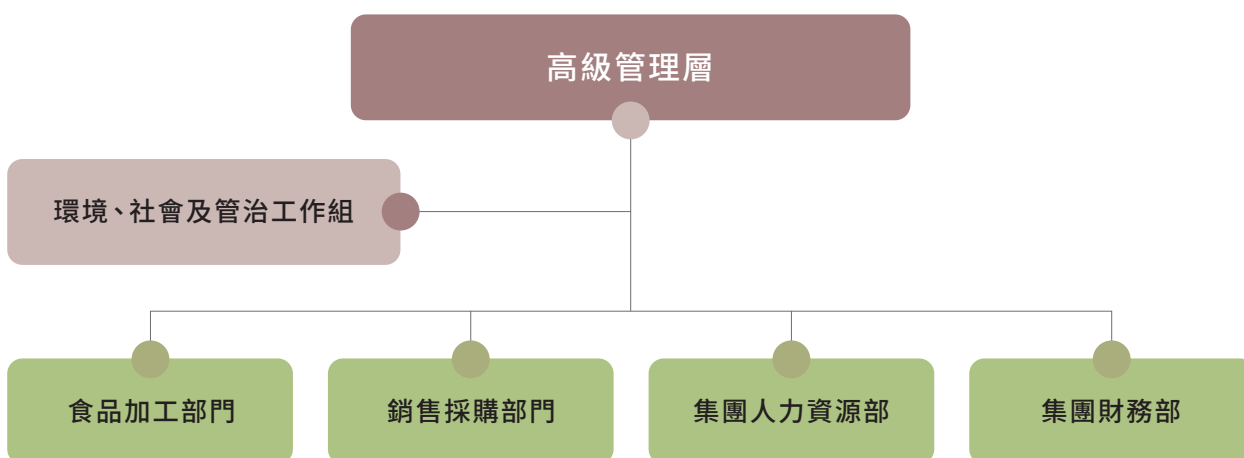 高級管理層
環境、社會及管治工作組
食品加工部門
銷售採購部門
集團人力資源部
集團財務部